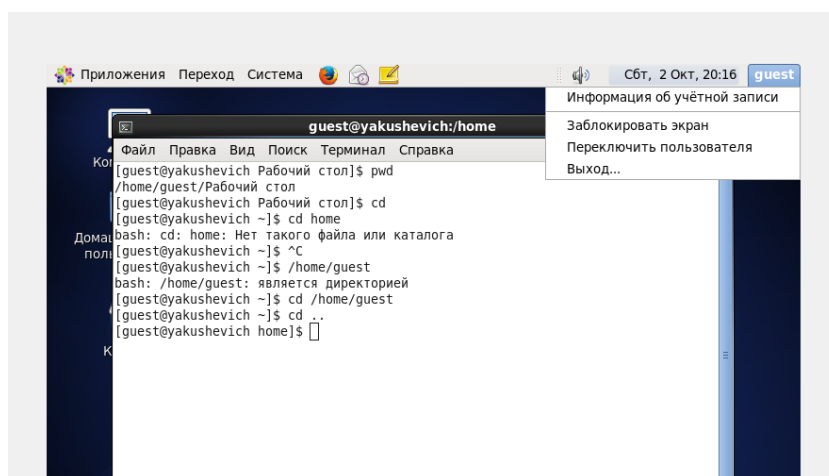 Приложения Переход Система Сбт, 2 Окт, 20:16 guest
Информация об учётной записи
Заблокировать экран
Переключить пользователя
Выход...
guest@yakushevich:/home
Файл Правка Вид Поиск Терминал Справка
[guest@yakushevich Рабочий стол]$ pwd
/home/guest/Рабочий стол
[guest@yakushevich Рабочий стол]$ cd
[guest@yakushevich ~]$ cd home
bash: cd: home: Нет такого файла или каталога
[guest@yakushevich ~]$ ^C
[guest@yakushevich ~]$ /home/guest
bash: /home/guest: является директорией
[guest@yakushevich ~]$ cd /home/guest
[guest@yakushevich ~]$ cd ..
[guest@yakushevich home]$